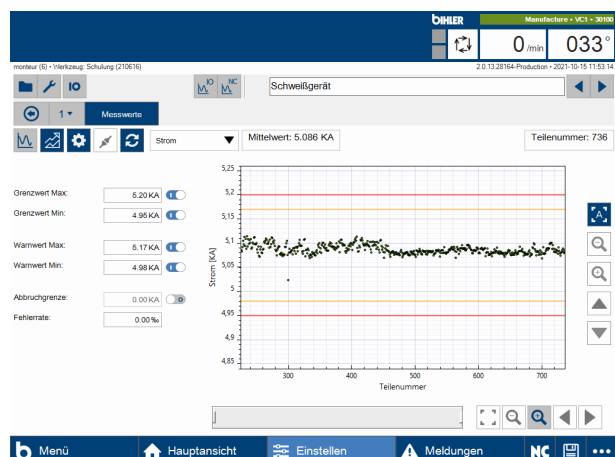 BIHLER
Manufacture • VC1 • 30100
0 /min 033°
monteur (6) • Werkzeug: Schulung (210616)
2.0.13.28164-Production • 2021-10-15 11:53:14
IO
IO NC
Schweißgerät
1
Messwerte
Strom
Mittelwert: 5.086 KA
Teilenummer: 736
Grenzwert Max: 5.20 KA
Grenzwert Min: 4.95 KA
Warnwert Max: 5.17 KA
Warnwert Min: 4.98 KA
Abbruchgrenze: 0.00 KA
Fehlerrate: 0.00 ‰
Strom [KA]
5,25
5,2
5,15
5,1
5,05
5
4,95
4,9
4,85
300 400 500 600 700
Teilenummer
A
b Menü Hauptansicht Einstellen Meldungen NC